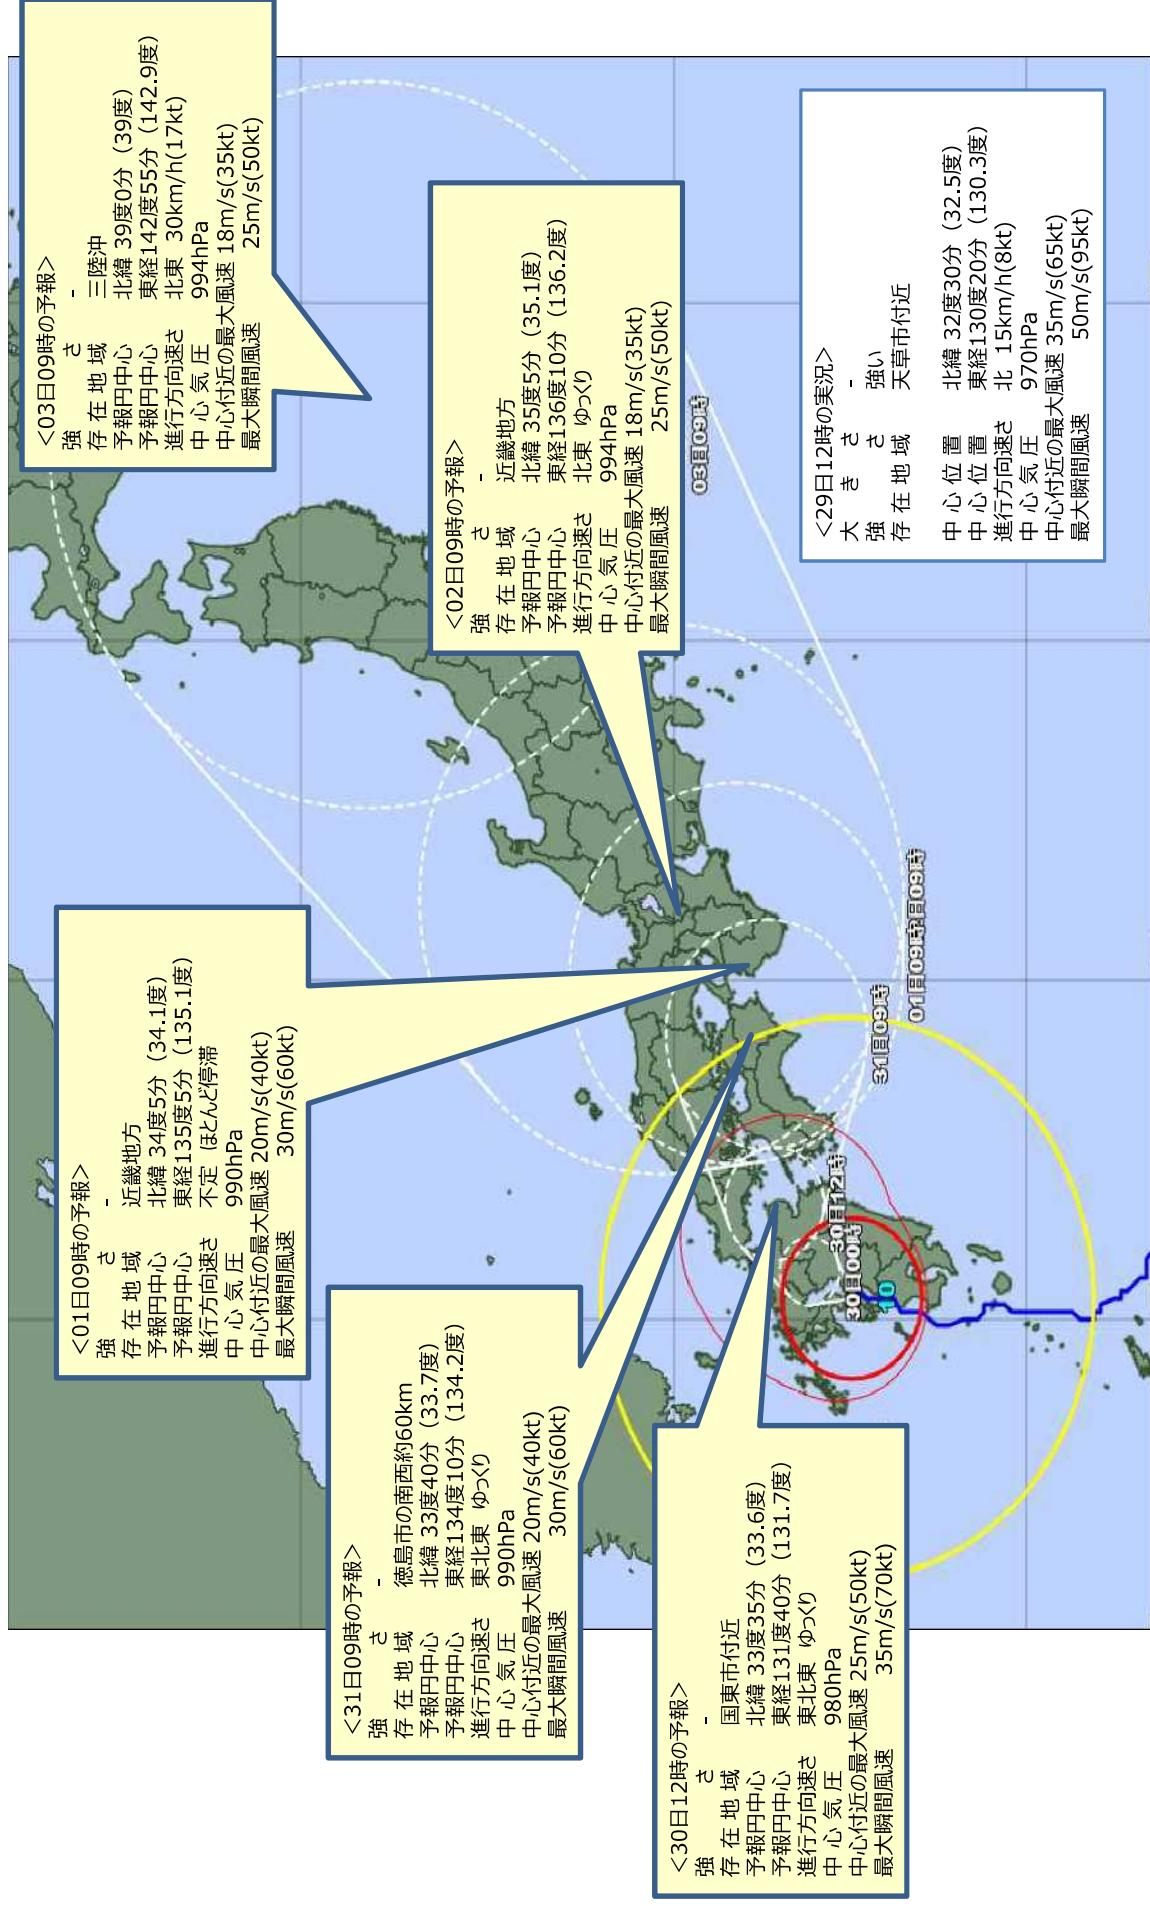 <03日09時の予報>
強さ -
存在地域 三陸沖
予報円中心 北緯 39度0分 (39度)
予報円中心 東経142度55分 (142.9度)
進行方向速さ 北東 30km/h(17kt)
中心気圧 994hPa
中心付近の最大風速 18m/s(35kt)
最大瞬間風速 25m/s(50kt)
<02日09時の予報>
強さ -
存在地域 近畿地方
予報円中心 北緯 35度5分 (35.1度)
予報円中心 東経136度10分 (136.2度)
進行方向速さ 北東 ゆっくり
中心気圧 994hPa
中心付近の最大風速 18m/s(35kt)
最大瞬間風速 25m/s(50kt)
<29日12時の実況>
大きさ -
強さ 強い
存在地域 天草市付近
中心位置 北緯 32度30分 (32.5度)
中心位置 東経130度20分 (130.3度)
進行方向速さ 北 15km/h(8kt)
中心気圧 970hPa
中心付近の最大風速 35m/s(65kt)
最大瞬間風速 50m/s(95kt)
<01日09時の予報>
強さ -
存在地域 近畿地方
予報円中心 北緯 34度5分 (34.1度)
予報円中心 東経135度5分 (135.1度)
進行方向速さ 不定 ほとんど停滞
中心気圧 990hPa
中心付近の最大風速 20m/s(40kt)
最大瞬間風速 30m/s(60kt)
<31日09時の予報>
強さ -
存在地域 徳島市の南西約60km
予報円中心 北緯 33度40分 (33.7度)
予報円中心 東経134度10分 (134.2度)
進行方向速さ 東北東 ゆっくり
中心気圧 990hPa
中心付近の最大風速 20m/s(40kt)
最大瞬間風速 30m/s(60kt)
<30日12時の予報>
強さ -
存在地域 国東市付近
予報円中心 北緯 33度35分 (33.6度)
予報円中心 東経131度40分 (131.7度)
進行方向速さ 東北東 ゆっくり
中心気圧 980hPa
中心付近の最大風速 25m/s(50kt)
最大瞬間風速 35m/s(70kt)
03日09時
01日09時
02日09時
31日09時
30日12時
30日00時
10